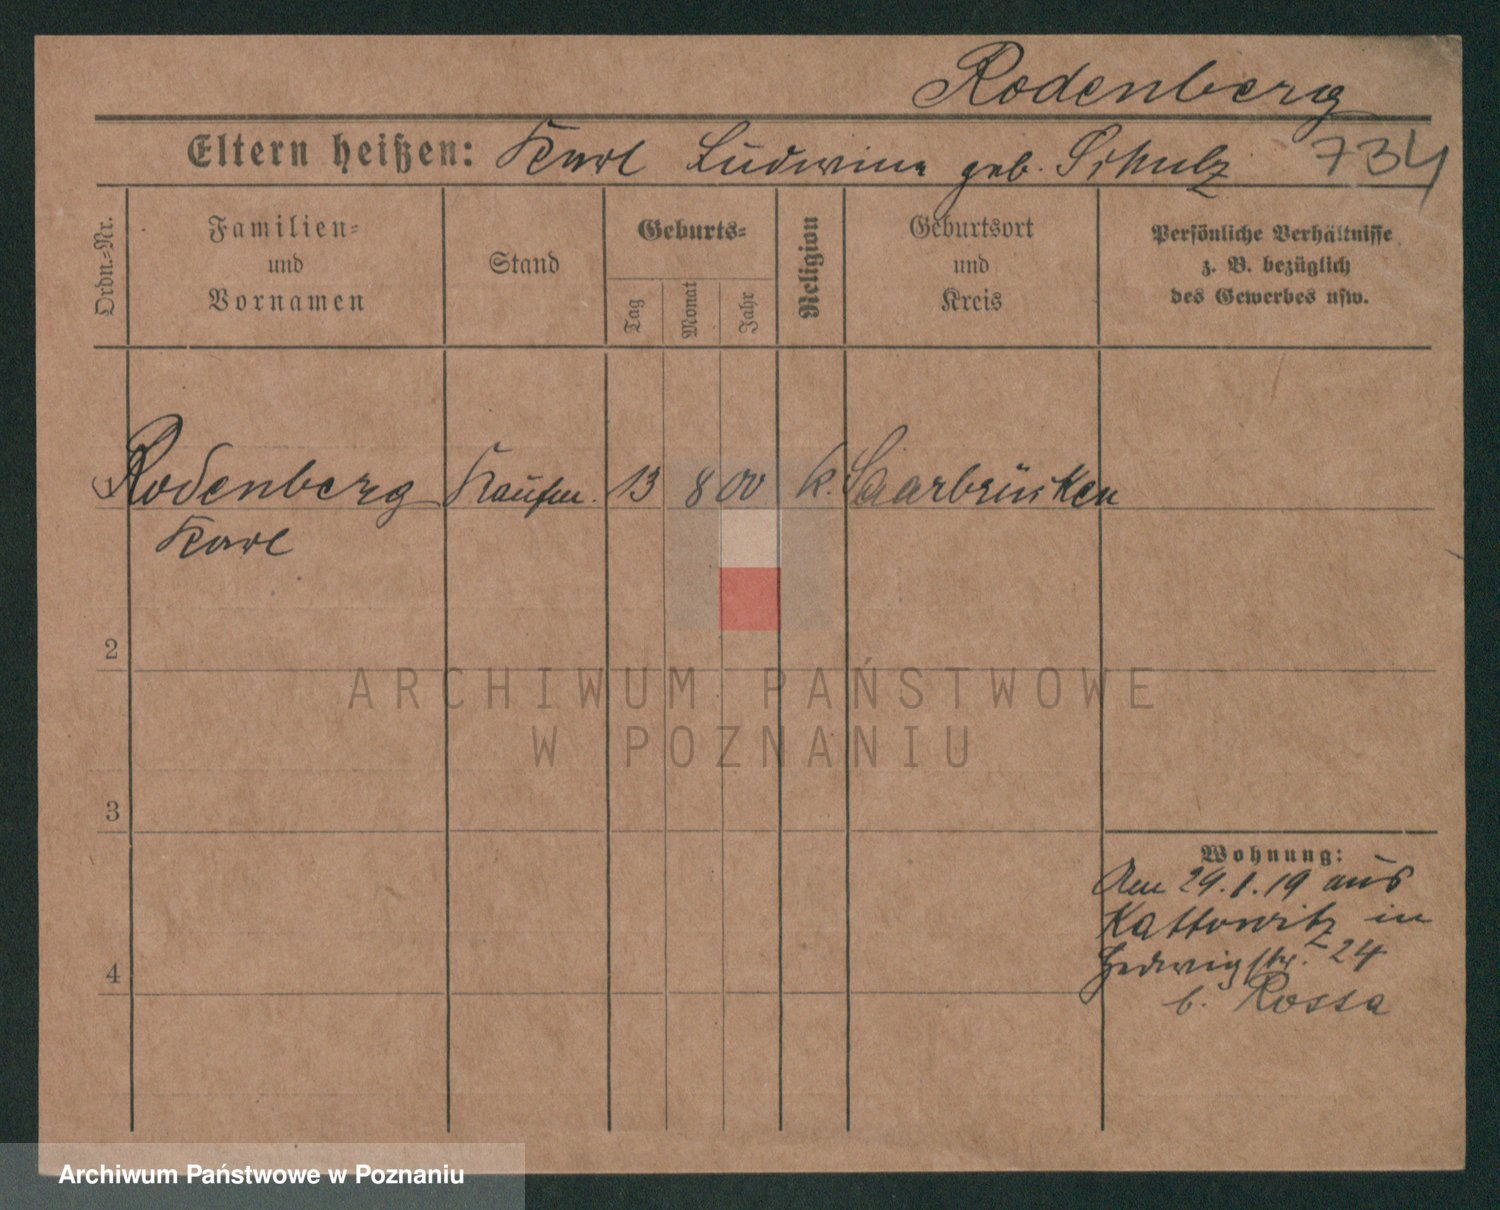 Rodenberg
Eltern heißen: Karl Ludwina geb. Schulz 734
Ordn.-Nr.
Familien-
und
Vornamen
Stand
Geburts-
Tag
Monat
Jahr
Religion
Geburtsort
und
Kreis
Persönliche Verhältnisse
z. B. bezüglich
des Gewerbes usw.
Rodenberg Kaufm. 13 8 00 k. Saarbrücken
Karl
2
ARCHIWUM PAŃSTWOWE
W POZNANIU
3
Wohnung:
Am 29.1.19 aus
Kattowitz in
Hedwigstr. 24
4
b. Rossa
Archiwum Państwowe w Poznaniu